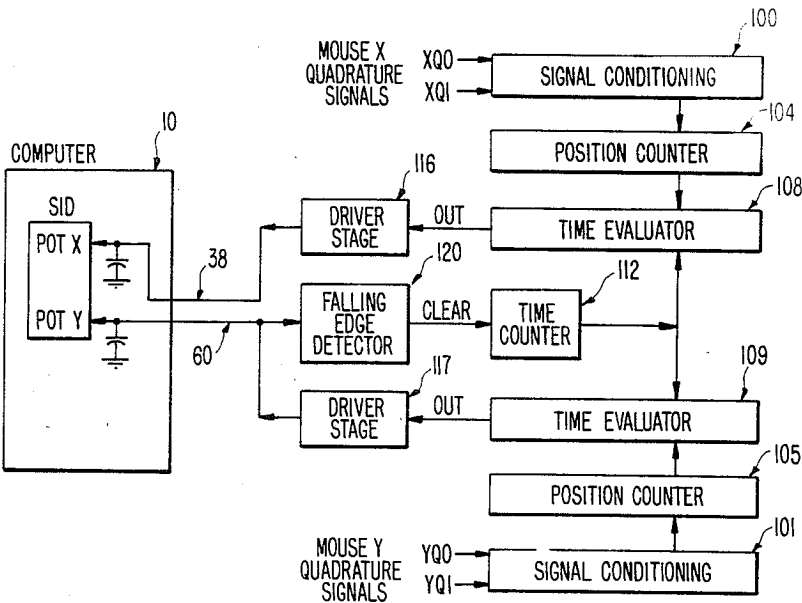 100
MOUSE X
QUADRATURE
SIGNALS
XQ0
XQ1
SIGNAL CONDITIONING
104
POSITION COUNTER
10
COMPUTER
116
108
SID
DRIVER
STAGE
OUT
TIME EVALUATOR
POT X
38
120
112
POT Y
60
FALLING
EDGE
DETECTOR
CLEAR
TIME
COUNTER
117
109
DRIVER
STAGE
OUT
TIME EVALUATOR
105
POSITION COUNTER
101
MOUSE Y
QUADRATURE
SIGNALS
YQ0
YQ1
SIGNAL CONDITIONING